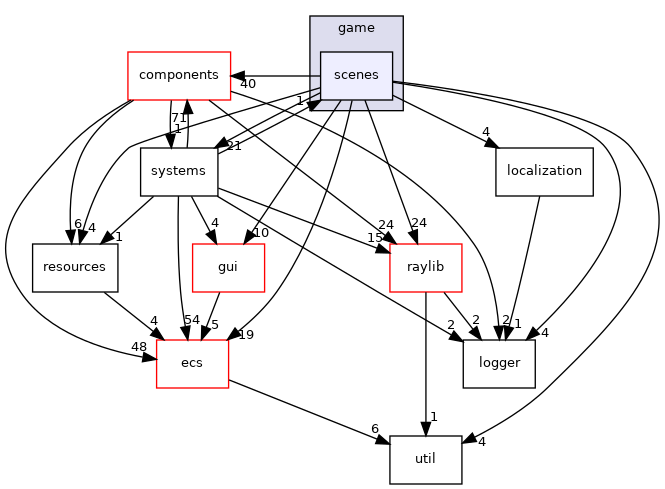 game
components
scenes
40
1
71
1
21
4
systems
localization
6
4
1
4
10
15
24
24
resources
gui
raylib
4
54
5
19
2
2
2
1
4
48
ecs
logger
6
1
4
util